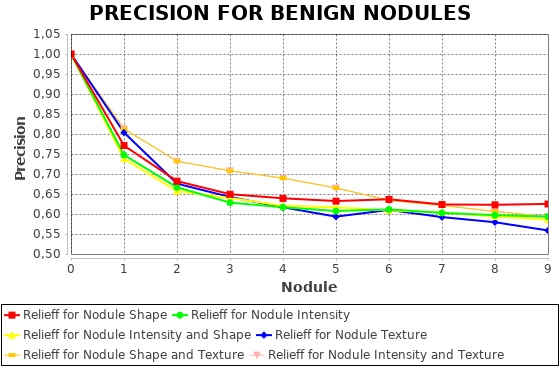 PRECISION FOR BENIGN NODULES
1,05
1,00
0,95
0,90
0,85
0,80
0,75
0,70
0,65
0,60
0,55
0,50
Precision
0 1 2 3 4 5 6 7 8 9
Nodule
Relieff for Nodule Shape Relieff for Nodule Intensity
Relieff for Nodule Intensity and Shape Relieff for Nodule Texture
Relieff for Nodule Shape and Texture Relieff for Nodule Intensity and Texture